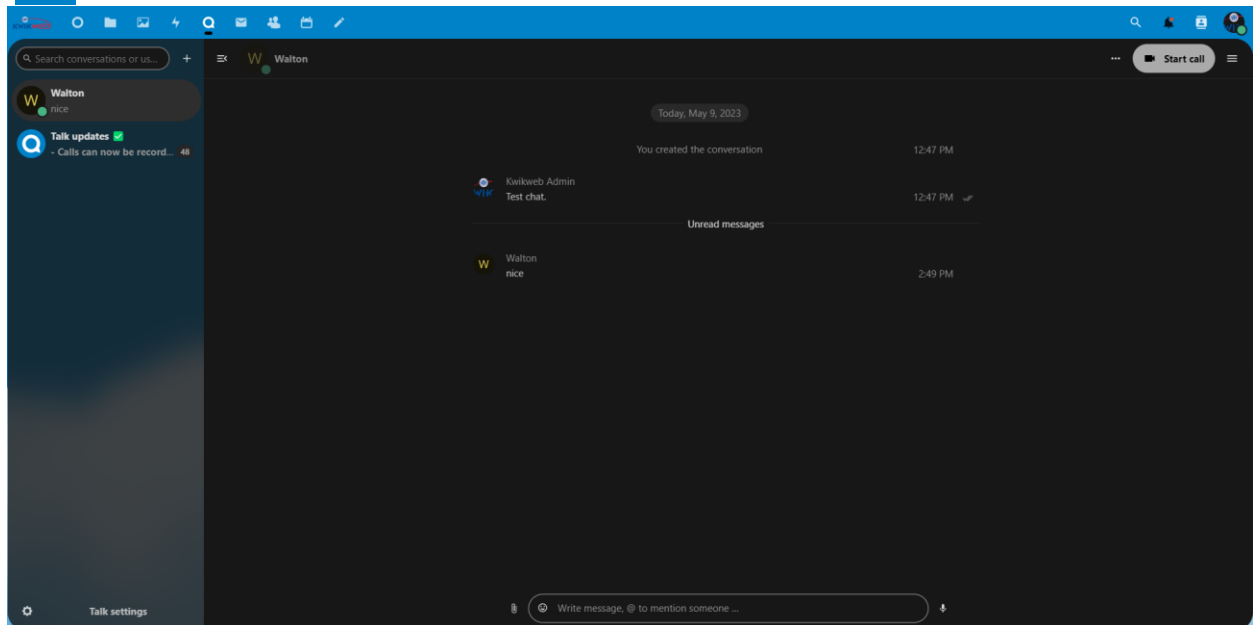 Search conversations or us...
Walton
nice
Talk updates ✅
- Calls can now be record... 48
Talk settings
W Walton
Start call
Today, May 9, 2023
You created the conversation 12:47 PM
Kwikweb Admin
Test chat. 12:47 PM
Unread messages
W Walton
nice 2:49 PM
Write message, @ to mention someone ...